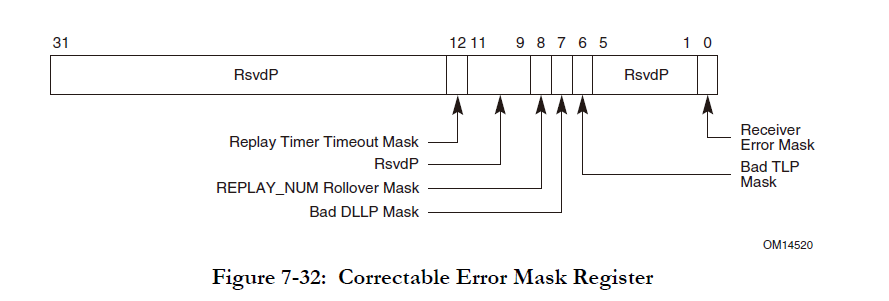 31 12 11 9 8 7 6 5 1 0
RsvdP RsvdP
Replay Timer Timeout Mask
RsvdP
REPLAY_NUM Rollover Mask
Bad DLLP Mask
Receiver
Error Mask
Bad TLP
Mask
OM14520
Figure 7-32: Correctable Error Mask Register